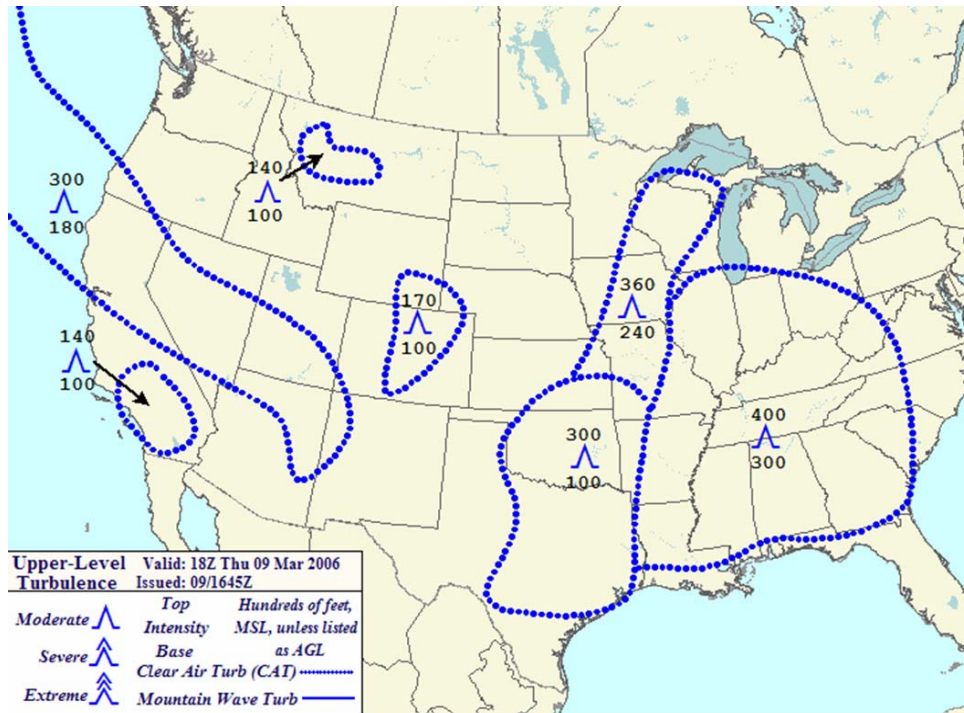 140
100
300
180
170
100
360
240
140
100
400
300
300
100
Upper-Level
Turbulence
Valid: 18Z Thu 09 Mar 2006
Issued: 09/1645Z
Moderate
Severe
Extreme
Top
Intensity
Base
Hundreds of feet,
MSL, unless listed
as AGL
Clear Air Turb (CAT)
Mountain Wave Turb